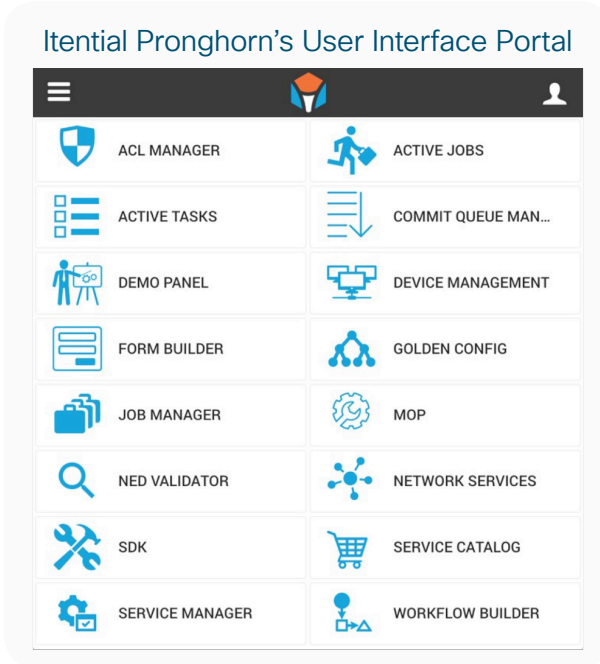 Itential Pronghorn’s User Interface Portal
ACL MANAGER
ACTIVE JOBS
ACTIVE TASKS
COMMIT QUEUE MAN...
DEMO PANEL
DEVICE MANAGEMENT
FORM BUILDER
GOLDEN CONFIG
JOB MANAGER
MOP
NED VALIDATOR
NETWORK SERVICES
SDK
SERVICE CATALOG
SERVICE MANAGER
WORKFLOW BUILDER